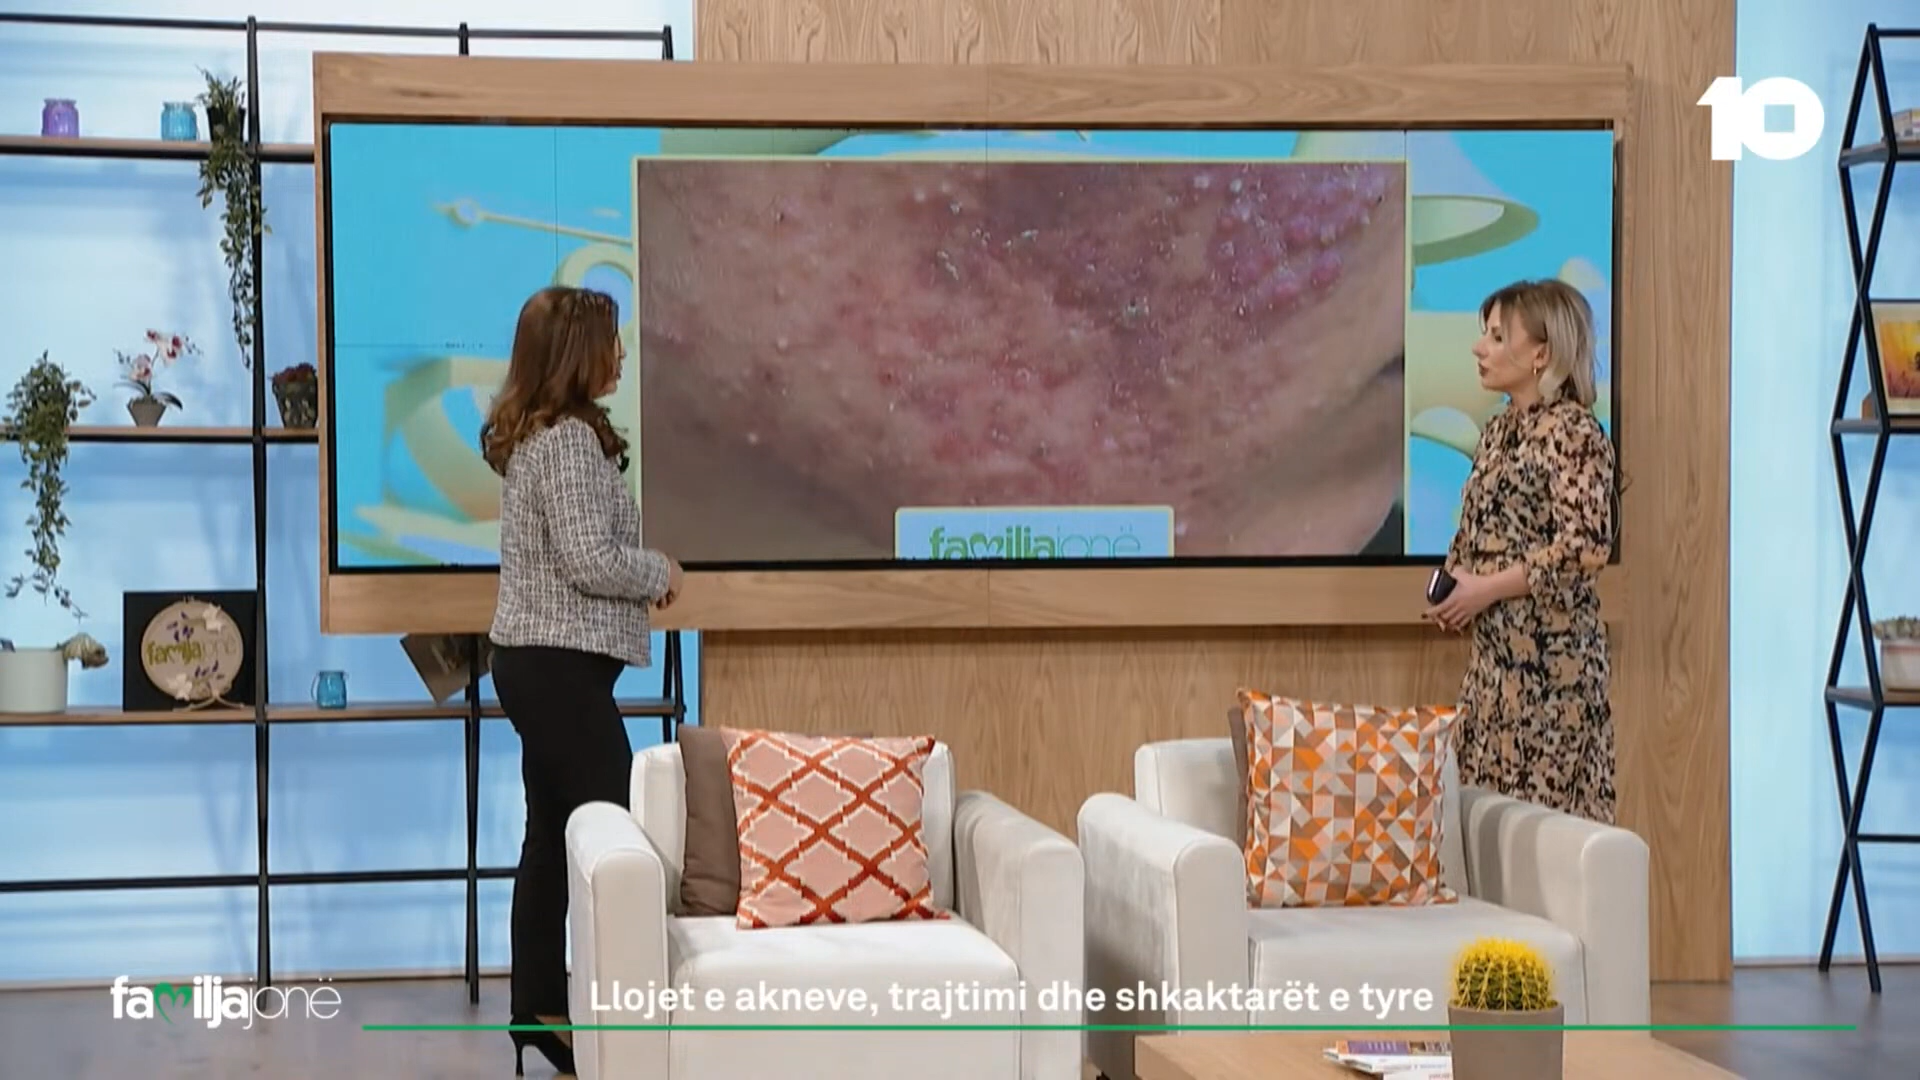 10
familjajonë
familjajonë
familjajonë
Llojet e akneve, trajtimi dhe shkaktarët e tyre